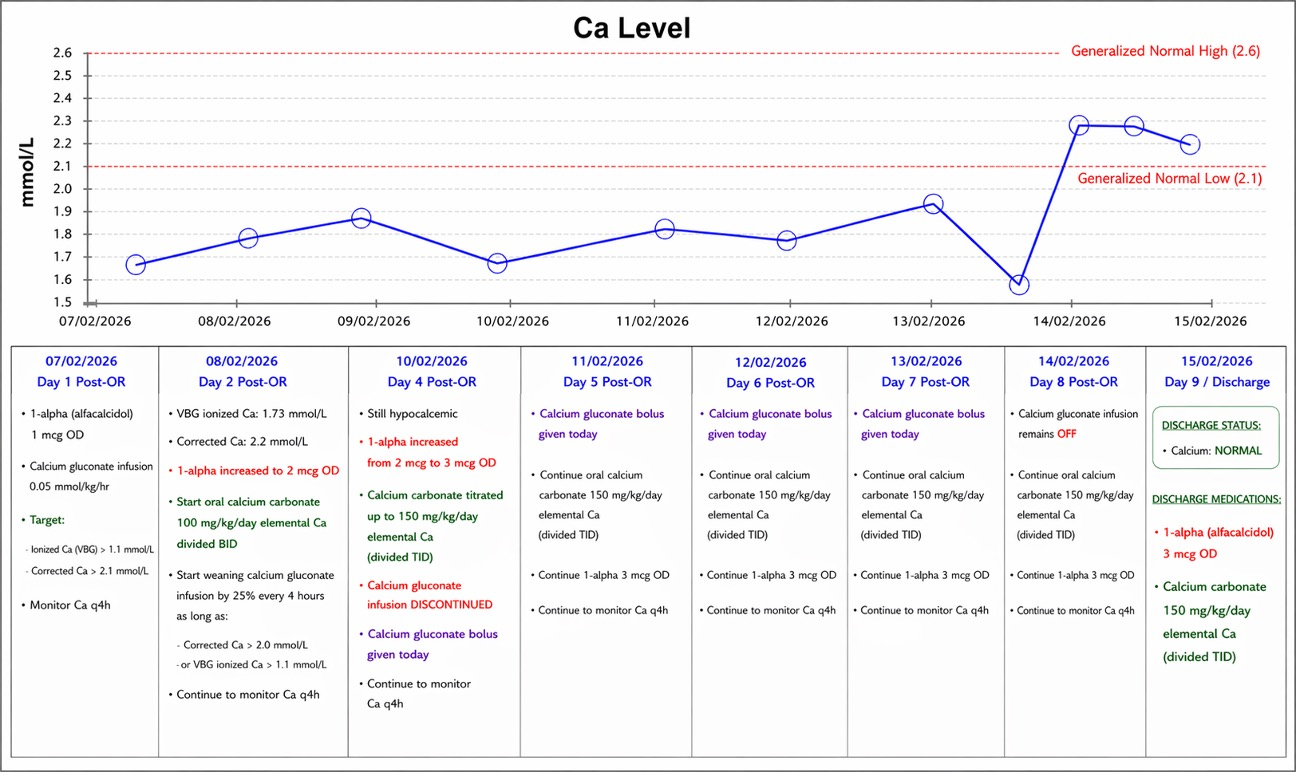 Ca Level
Generalized Normal High (2.6)
2.6
2.5
2.4
2.3
2.2
2.1
2.0
1.9
1.8
1.7
1.6
1.5
mmol/L
Generalized Normal Low (2.1)
07/02/2026
08/02/2026
09/02/2026
10/02/2026
11/02/2026
12/02/2026
13/02/2026
14/02/2026
15/02/2026
07/02/2026
Day 1 Post-OR
• 1-alpha (alfacalcidol)
1 mcg OD
• Calcium gluconate infusion
0.05 mmol/kg/hr
• Target:
- Ionized Ca (VBG) > 1.1 mmol/L
- Corrected Ca > 2.1 mmol/L
• Monitor Ca q4h
08/02/2026
Day 2 Post-OR
• VBG ionized Ca: 1.73 mmol/L
• Corrected Ca: 2.2 mmol/L
• 1-alpha increased to 2 mcg OD
• Start oral calcium carbonate
100 mg/kg/day elemental Ca
divided BID
• Start weaning calcium gluconate
infusion by 25% every 4 hours
as long as:
- Corrected Ca > 2.0 mmol/L
- or VBG ionized Ca > 1.1 mmol/L
• Continue to monitor Ca q4h
10/02/2026
Day 4 Post-OR
• Still hypocalcemic
• 1-alpha increased
from 2 mcg to 3 mcg OD
• Calcium carbonate titrated
up to 150 mg/kg/day
elemental Ca
(divided TID)
• Calcium gluconate
infusion DISCONTINUED
• Calcium gluconate bolus
given today
• Continue to monitor
Ca q4h
11/02/2026
Day 5 Post-OR
• Calcium gluconate bolus
given today
• Continue oral calcium
carbonate 150 mg/kg/day
elemental Ca
(divided TID)
• Continue 1-alpha 3 mcg OD
• Continue to monitor Ca q4h
12/02/2026
Day 6 Post-OR
• Calcium gluconate bolus
given today
• Continue oral calcium
carbonate 150 mg/kg/day
elemental Ca
(divided TID)
• Continue 1-alpha 3 mcg OD
• Continue to monitor Ca q4h
13/02/2026
Day 7 Post-OR
• Calcium gluconate bolus
given today
• Continue oral calcium
carbonate 150 mg/kg/day
elemental Ca
(divided TID)
• Continue 1-alpha 3 mcg OD
• Continue to monitor Ca q4h
14/02/2026
Day 8 Post-OR
• Calcium gluconate infusion
remains OFF
• Continue oral calcium
carbonate 150 mg/kg/day
elemental Ca
(divided TID)
• Continue 1-alpha 3 mcg OD
• Continue to monitor Ca q4h
15/02/2026
Day 9 / Discharge
DISCHARGE STATUS:
• Calcium: NORMAL
DISCHARGE MEDICATIONS:
• 1-alpha (alfacalcidol)
3 mcg OD
• Calcium carbonate
150 mg/kg/day
elemental Ca
(divided TID)